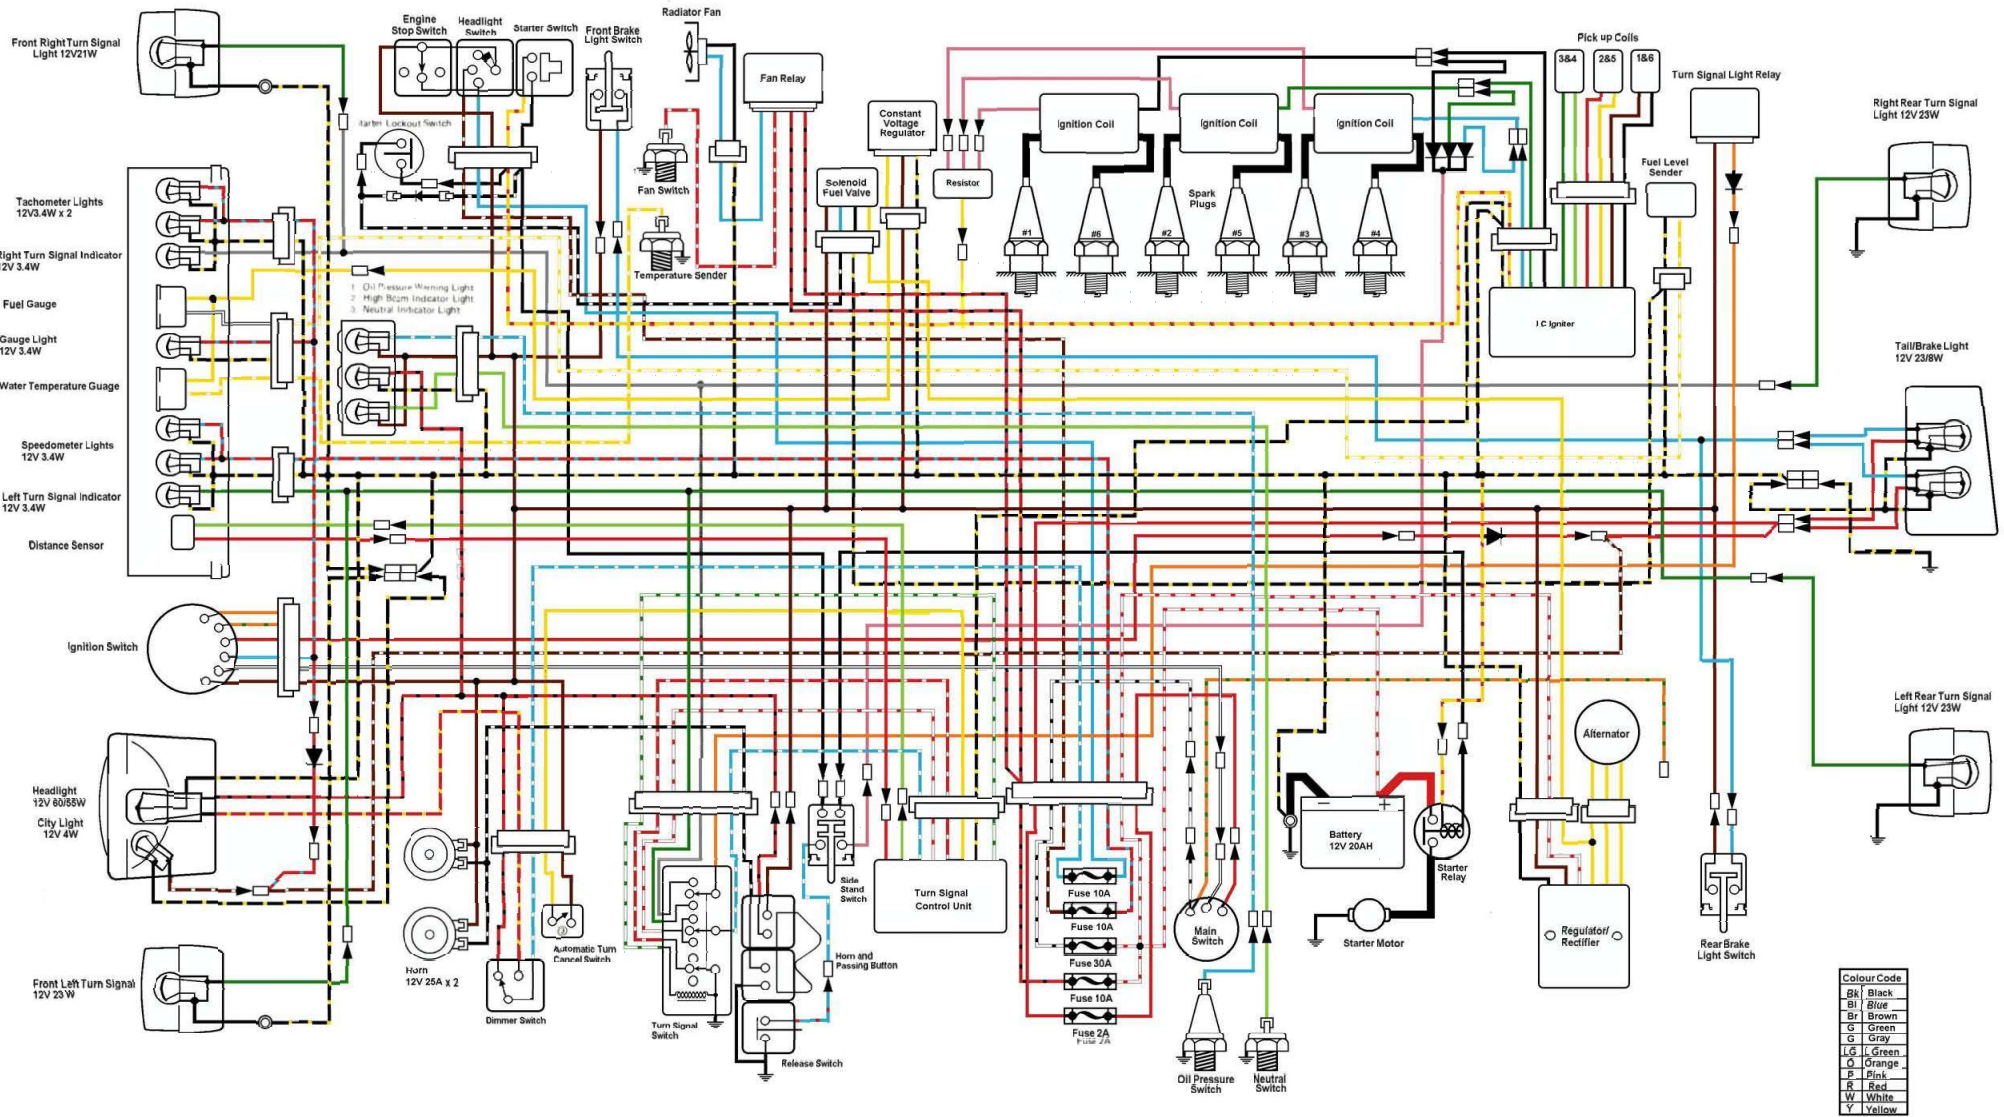 Radiator Fan
Engine
Stop Switch
Headlight
Switch
Starter Switch
Front Brake
Light Switch
Front Right Turn Signal
Light 12V21W
Fan Relay
Pick up Coils
3&4
2&5
1&6
Turn Signal Light Relay
Right Rear Turn Signal
Light 12V 23W
Constant
Voltage
Regulator
Ignition Coil
Ignition Coil
Ignition Coil
Starter Lockout Switch
Fuel Level
Sender
Fan Switch
Solenoid
Fuel Valve
Resistor
Spark
Plugs
Tachometer Lights
12V3.4W x 2
#1
#6
#2
#5
#3
#4
Right Turn Signal Indicator
12V 3.4W
Temperature Sender
1. Oil Pressure Warning Light
2. High Beam Indicator Light
3. Neutral Indicator Light
Fuel Gauge
I C Igniter
Gauge Light
12V 3.4W
Tail/Brake Light
12V 23/8W
Water Temperature Guage
Speedometer Lights
12V 3.4W
Left Turn Signal Indicator
12V 3.4W
Distance Sensor
Ignition Switch
Left Rear Turn Signal
Light 12V 23W
Alternator
Headlight
12V 60/55W
City Light
12V 4W
Battery
12V 20AH
Starter
Relay
Side
Stand
Switch
Turn Signal
Control Unit
Fuse 10A
Fuse 10A
Fuse 30A
Fuse 10A
Fuse 2A
Fuse 2A
Main
Switch
Starter Motor
Regulator/
Rectifier
Rear Brake
Light Switch
Automatic Turn
Cancel Switch
Horn and
Passing Button
Horn
12V 25A x 2
Front Left Turn Signal
12V 23 W
Dimmer Switch
Turn Signal
Switch
Release Switch
Oil Pressure
Switch
Neutral
Switch
Colour Code
Bk Black
Bl Blue
Br Brown
G Green
G Gray
LG L Green
O Orange
P Pink
R Red
W White
Y Yellow